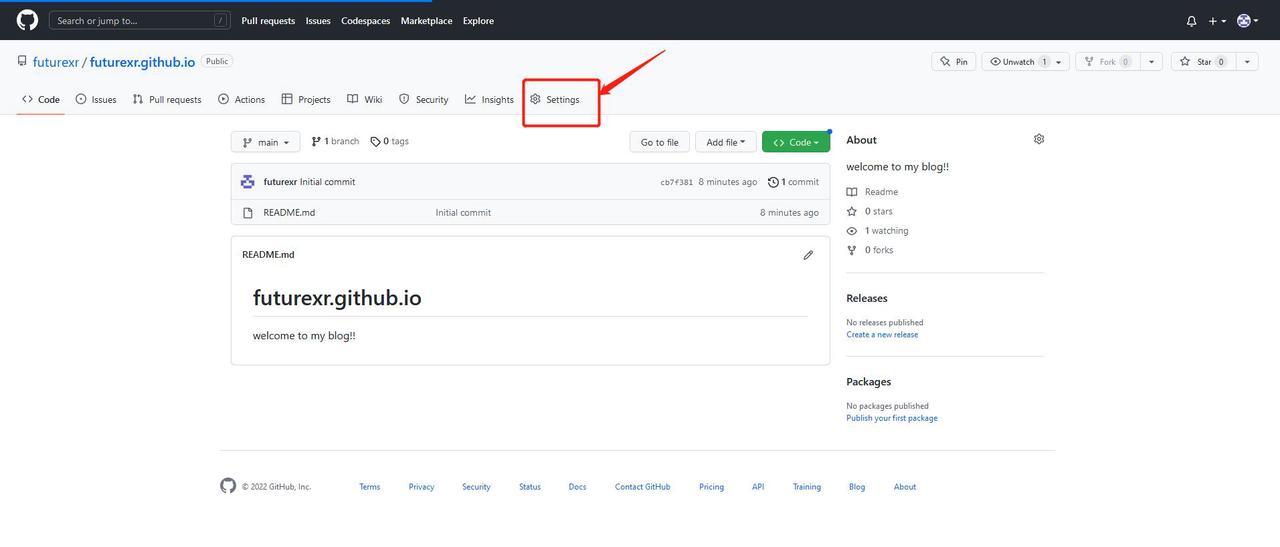 Search or jump to... / Pull requests Issues Codespaces Marketplace Explore
futurexr / futurexr.github.io Public Pin Unwatch 1 Fork 0 Star 0
Code Issues Pull requests Actions Projects Wiki Security Insights Settings
main 1 branch 0 tags Go to file Add file Code
futurexr Initial commit cb7f381 8 minutes ago 1 commit
README.md Initial commit 8 minutes ago
README.md
futurexr.github.io
welcome to my blog!!
About
welcome to my blog!!
Readme
0 stars
1 watching
0 forks
Releases
No releases published
Create a new release
Packages
No packages published
Publish your first package
© 2022 GitHub, Inc. Terms Privacy Security Status Docs Contact GitHub Pricing API Training Blog About